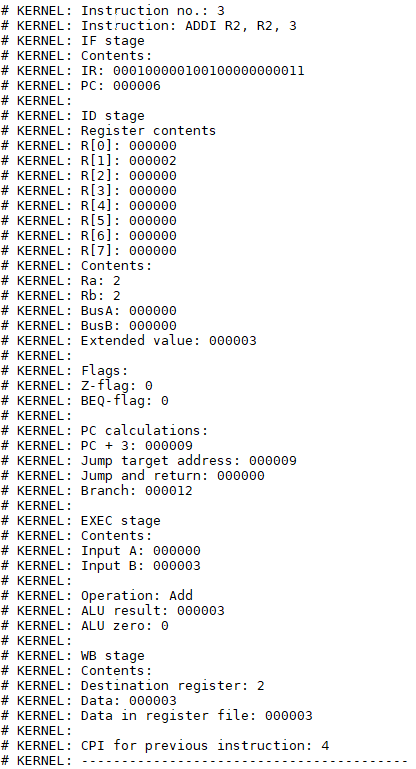 # KERNEL: Instruction no.: 3
# KERNEL: Instruction: ADDI R2, R2, 3
# KERNEL: IF stage
# KERNEL: Contents:
# KERNEL: IR: 000100000100100000000011
# KERNEL: PC: 000006
# KERNEL:
# KERNEL: ID stage
# KERNEL: Register contents
# KERNEL: R[0]: 000000
# KERNEL: R[1]: 000002
# KERNEL: R[2]: 000000
# KERNEL: R[3]: 000000
# KERNEL: R[4]: 000000
# KERNEL: R[5]: 000000
# KERNEL: R[6]: 000000
# KERNEL: R[7]: 000000
# KERNEL: Contents:
# KERNEL: Ra: 2
# KERNEL: Rb: 2
# KERNEL: BusA: 000000
# KERNEL: BusB: 000000
# KERNEL: Extended value: 000003
# KERNEL:
# KERNEL: Flags:
# KERNEL: Z-flag: 0
# KERNEL: BEQ-flag: 0
# KERNEL:
# KERNEL: PC calculations:
# KERNEL: PC + 3: 000009
# KERNEL: Jump target address: 000009
# KERNEL: Jump and return: 000000
# KERNEL: Branch: 000012
# KERNEL:
# KERNEL: EXEC stage
# KERNEL: Contents:
# KERNEL: Input A: 000000
# KERNEL: Input B: 000003
# KERNEL:
# KERNEL: Operation: Add
# KERNEL: ALU result: 000003
# KERNEL: ALU zero: 0
# KERNEL:
# KERNEL: WB stage
# KERNEL: Contents:
# KERNEL: Destination register: 2
# KERNEL: Data: 000003
# KERNEL: Data in register file: 000003
# KERNEL:
# KERNEL: CPI for previous instruction: 4
# KERNEL: -----------------------------------------